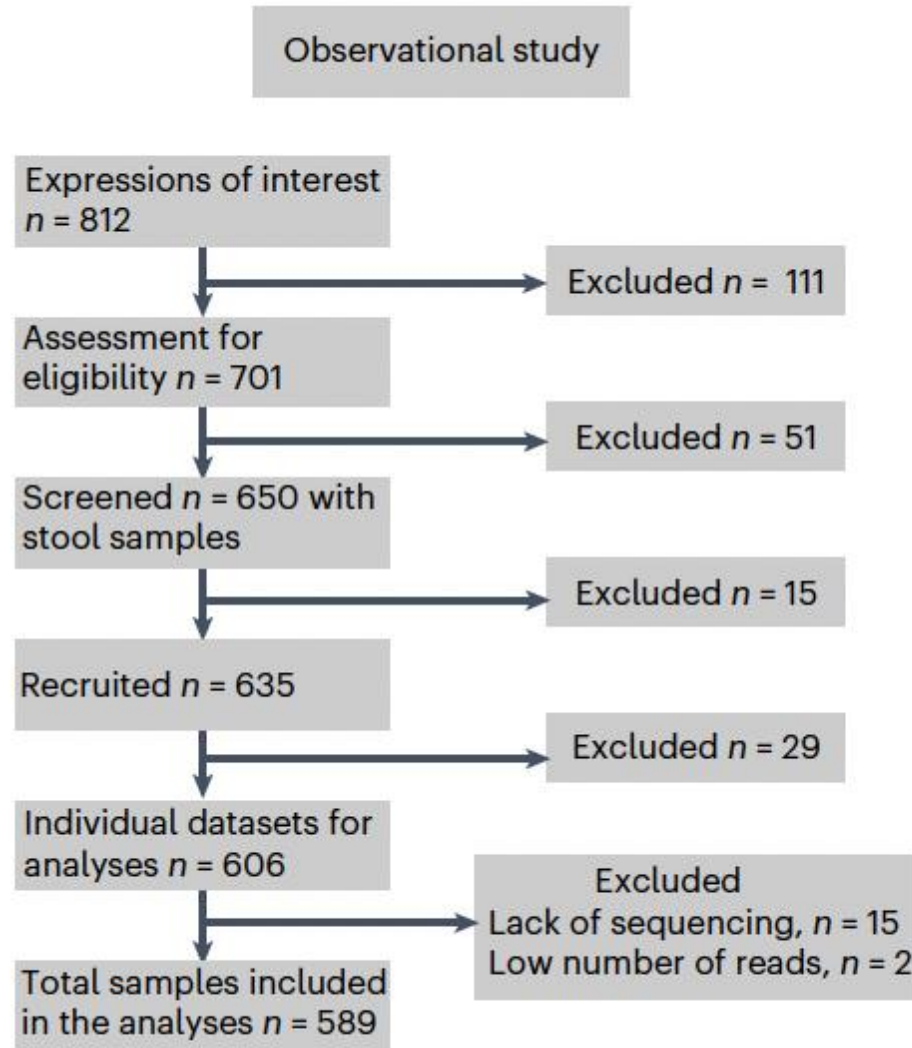 Observational study
Expressions of interest
n = 812
Excluded n = 111
Assessment for
eligibility n = 701
Excluded n = 51
Screened n = 650 with
stool samples
Excluded n = 15
Recruited n = 635
Excluded n = 29
Individual datasets for
analyses n = 606
Excluded
Lack of sequencing, n = 15
Low number of reads, n = 2
Total samples included
in the analyses n = 589